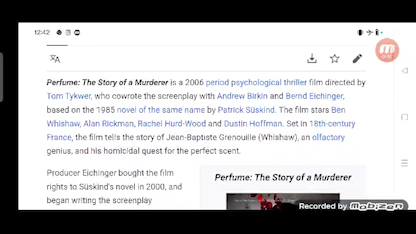 12:42
Perfume: The Story of a Murderer is a 2006 period psychological thriller film directed by
Tom Tykwer, who cowrote the screenplay with Andrew Birkin and Bernd Eichinger,
based on the 1985 novel of the same name by Patrick Süskind. The film stars Ben
Whishaw, Alan Rickman, Rachel Hurd-Wood and Dustin Hoffman. Set in 18th-century
France, the film tells the story of Jean-Baptiste Grenouille (Whishaw), an olfactory
genius, and his homicidal quest for the perfect scent.
Producer Eichinger bought the film
rights to Süskind's novel in 2000, and
began writing the screenplay
Perfume: The Story of a Murderer
Recorded by Mobizen